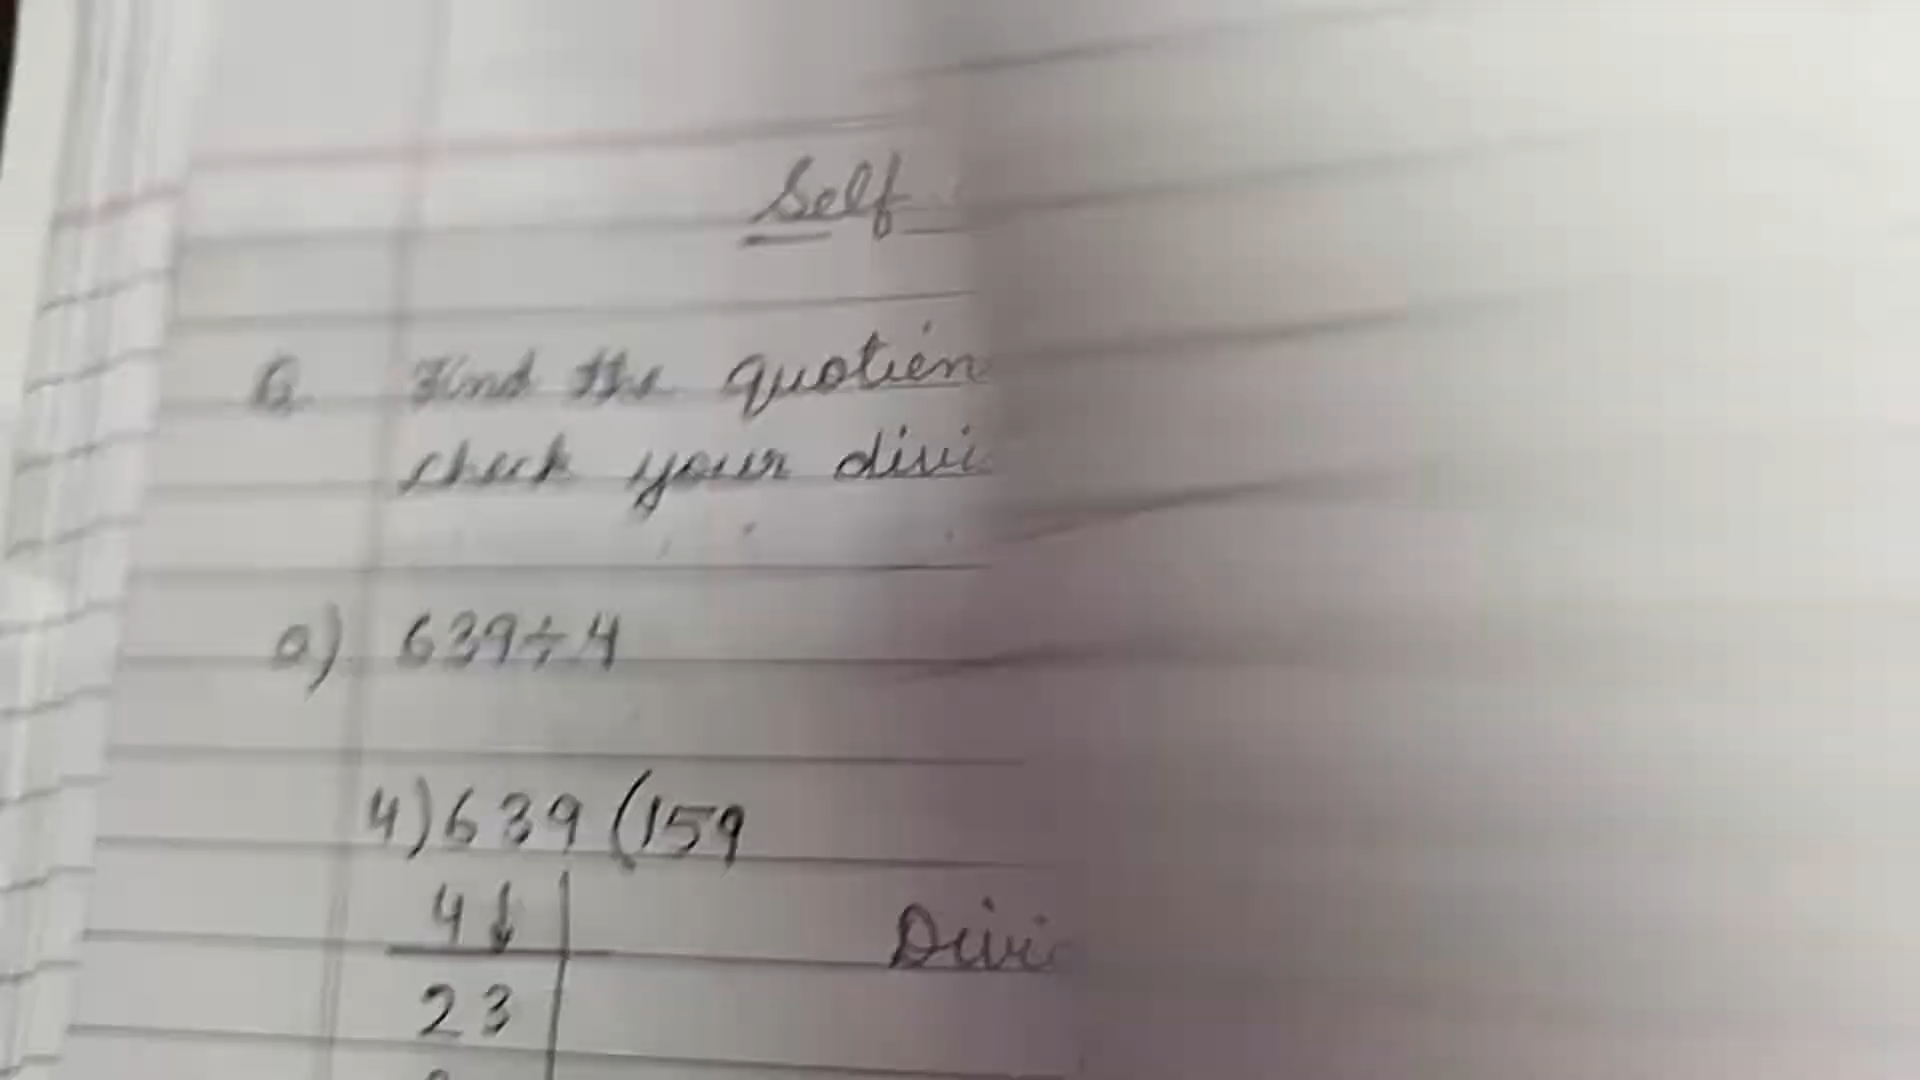 Self
Q Find the quotien
check your divi
a) 639÷4
4)639(159
4↓
23
Divi